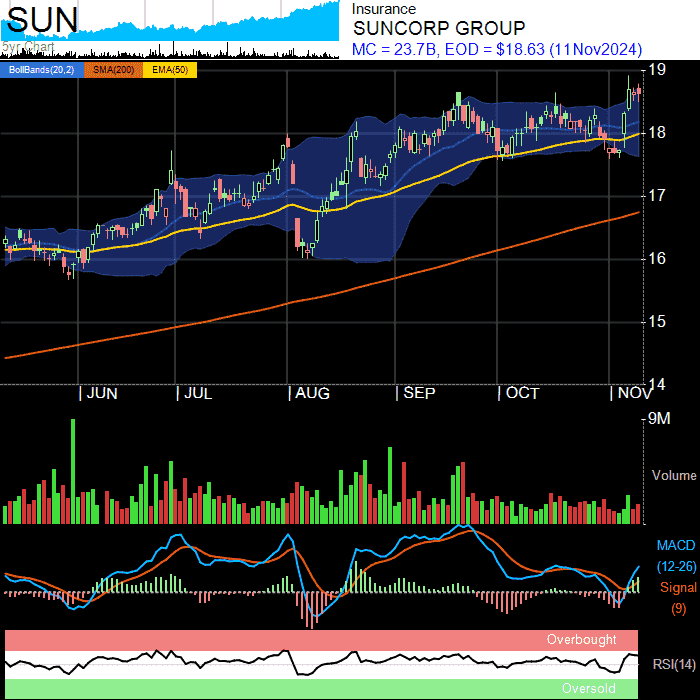 SUN
5yr Chart
Insurance
SUNCORP GROUP
MC = 23.7B, EOD = $18.63 (11Nov2024)
BollBands(20,2) SMA(200) EMA(50)
19
18
17
16
15
14
JUN JUL AUG SEP OCT NOV
9M
Volume
MACD
(12-26)
Signal
(9)
Overbought
RSI(14)
Oversold